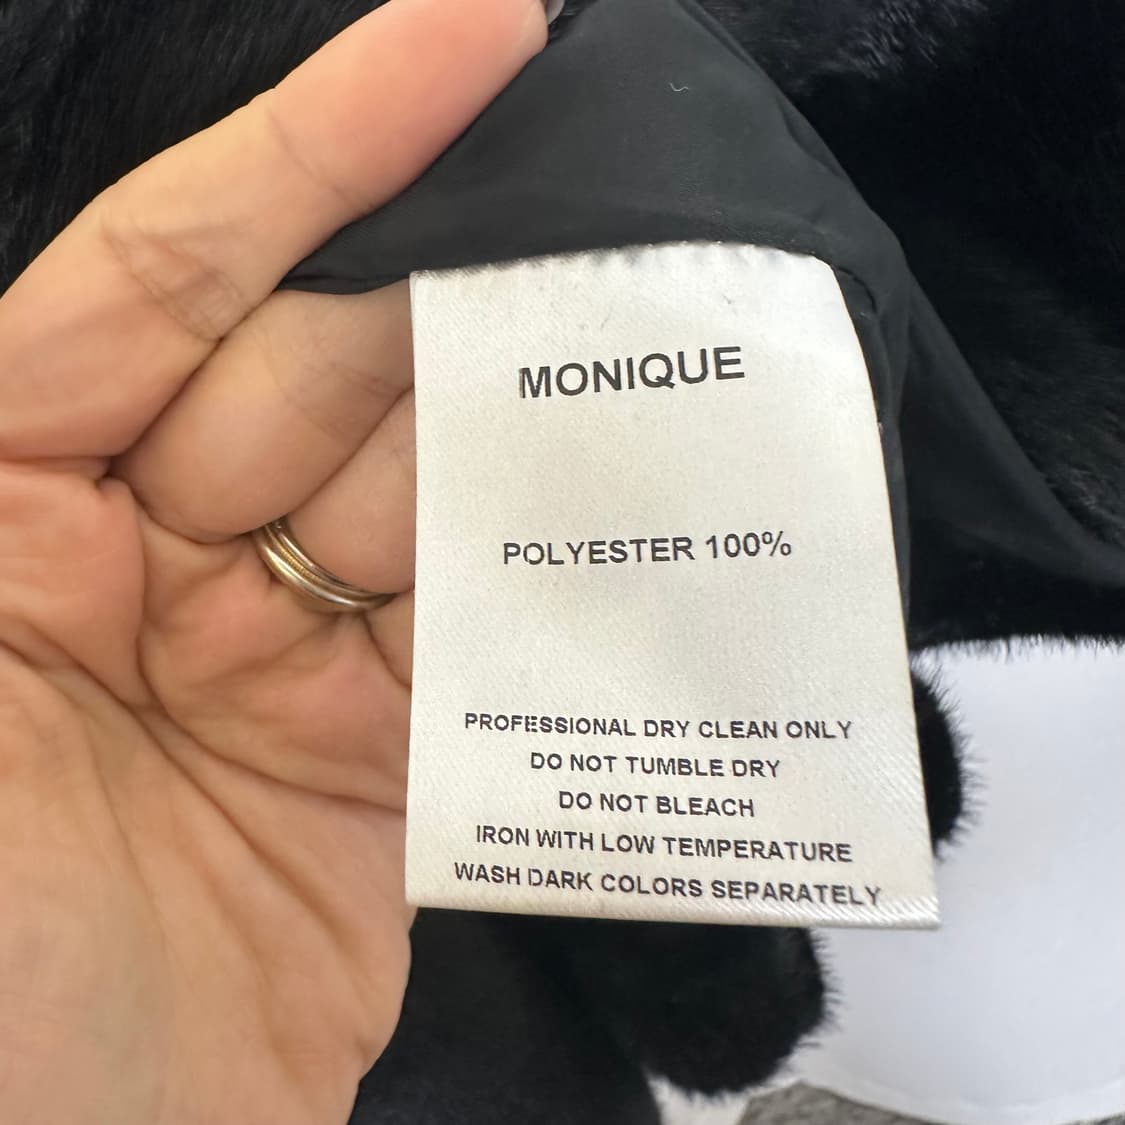 MONIQUE
POLYESTER 100%
PROFESSIONAL DRY CLEAN ONLY
DO NOT TUMBLE DRY
DO NOT BLEACH
IRON WITH LOW TEMPERATURE
WASH DARK COLORS SEPARATELY